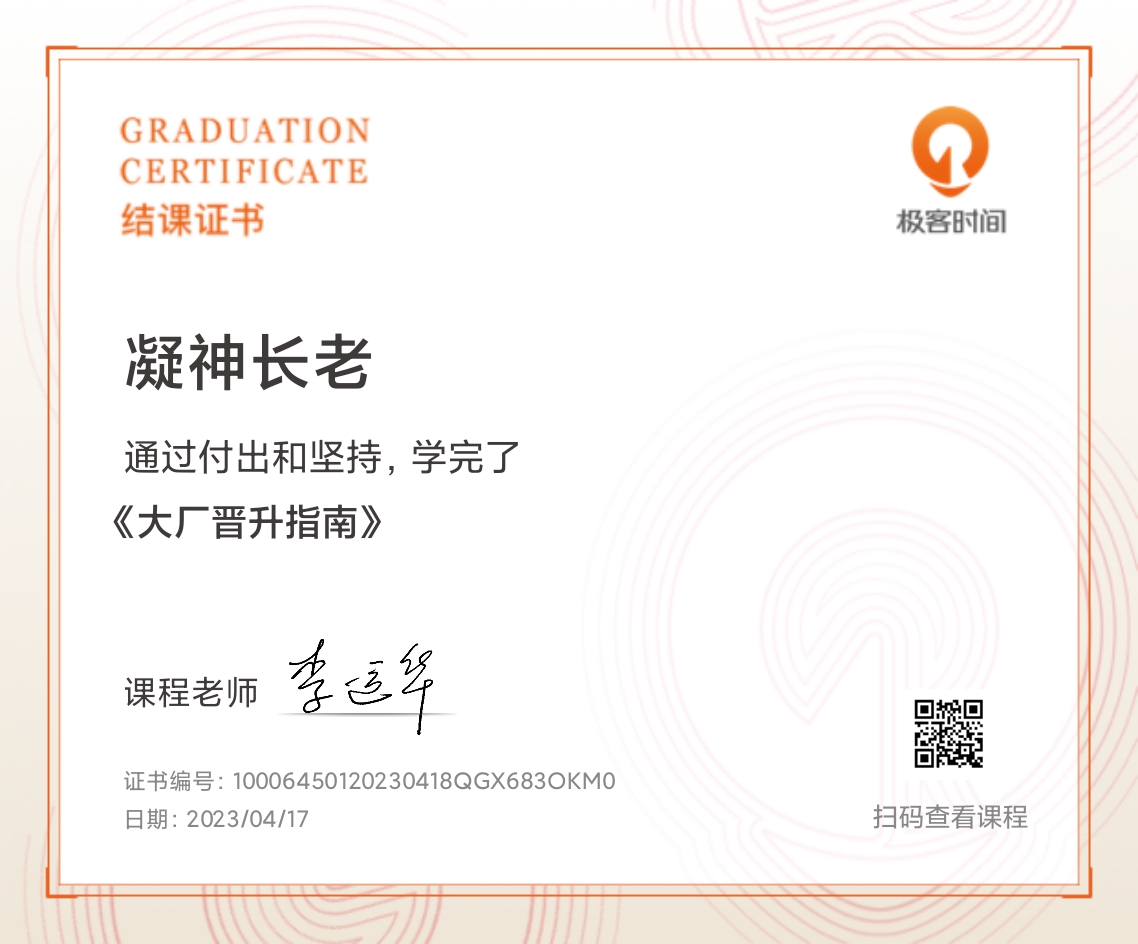 GRADUATION
CERTIFICATE
结课证书
极客时间
凝神长老
通过付出和坚持，学完了
《大厂晋升指南》
课程老师 李运华
证书编号：10006450120230418QGX683OKM0
日期：2023/04/17
扫码查看课程